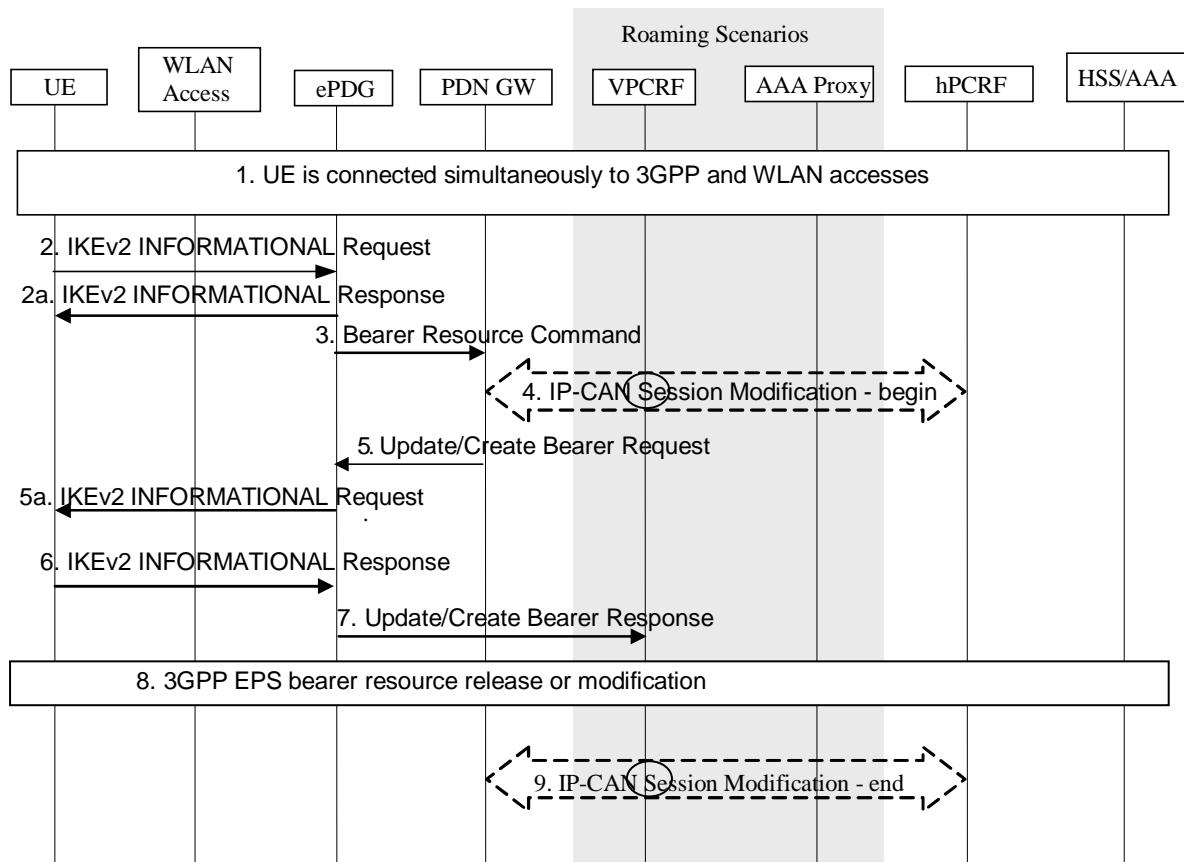 Roaming Scenarios
UE
WLAN
Access
ePDG
PDN GW
VPCRF
AAA Proxy
hPCRF
HSS/AAA
1. UE is connected simultaneously to 3GPP and WLAN accesses
2. IKEv2 INFORMATIONAL Request
2a. IKEv2 INFORMATIONAL Response
3. Bearer Resource Command
4. IP-CAN Session Modification - begin
5. Update/Create Bearer Request
5a. IKEv2 INFORMATIONAL Request
.
6. IKEv2 INFORMATIONAL Response
7. Update/Create Bearer Response
8. 3GPP EPS bearer resource release or modification
9. IP-CAN Session Modification - end